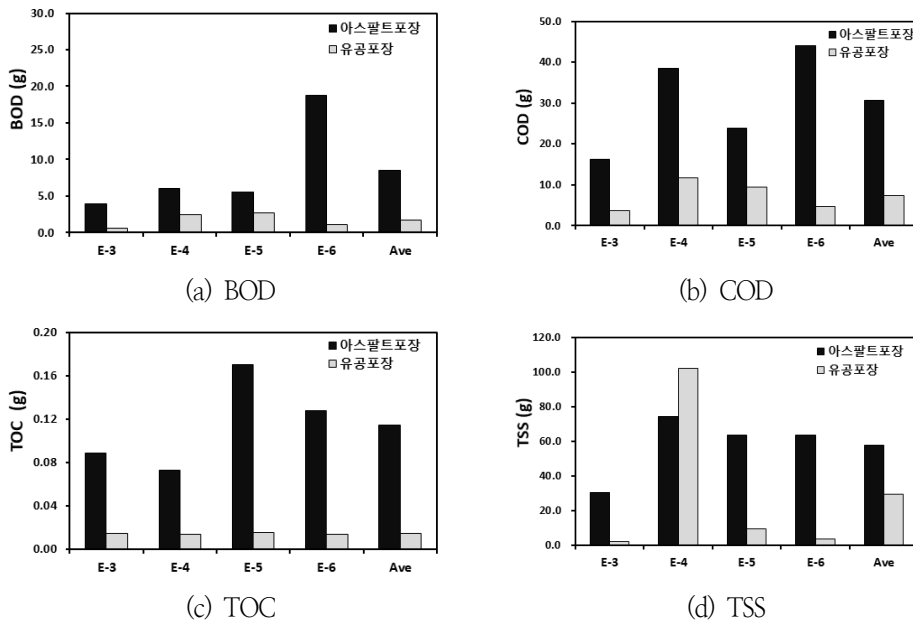 30.0
25.0
20.0
15.0
10.0
5.0
0.0
BOD (g)
아스팔트포장
유공포장
E-3 E-4 E-5 E-6 Ave
(a) BOD
50.0
40.0
30.0
20.0
10.0
0.0
COD (g)
아스팔트포장
유공포장
E-3 E-4 E-5 E-6 Ave
(b) COD
0.20
0.16
0.12
0.08
0.04
0.00
TOC (g)
아스팔트포장
유공포장
E-3 E-4 E-5 E-6 Ave
(c) TOC
120.0
100.0
80.0
60.0
40.0
20.0
0.0
TSS (g)
아스팔트포장
유공포장
E-3 E-4 E-5 E-6 Ave
(d) TSS